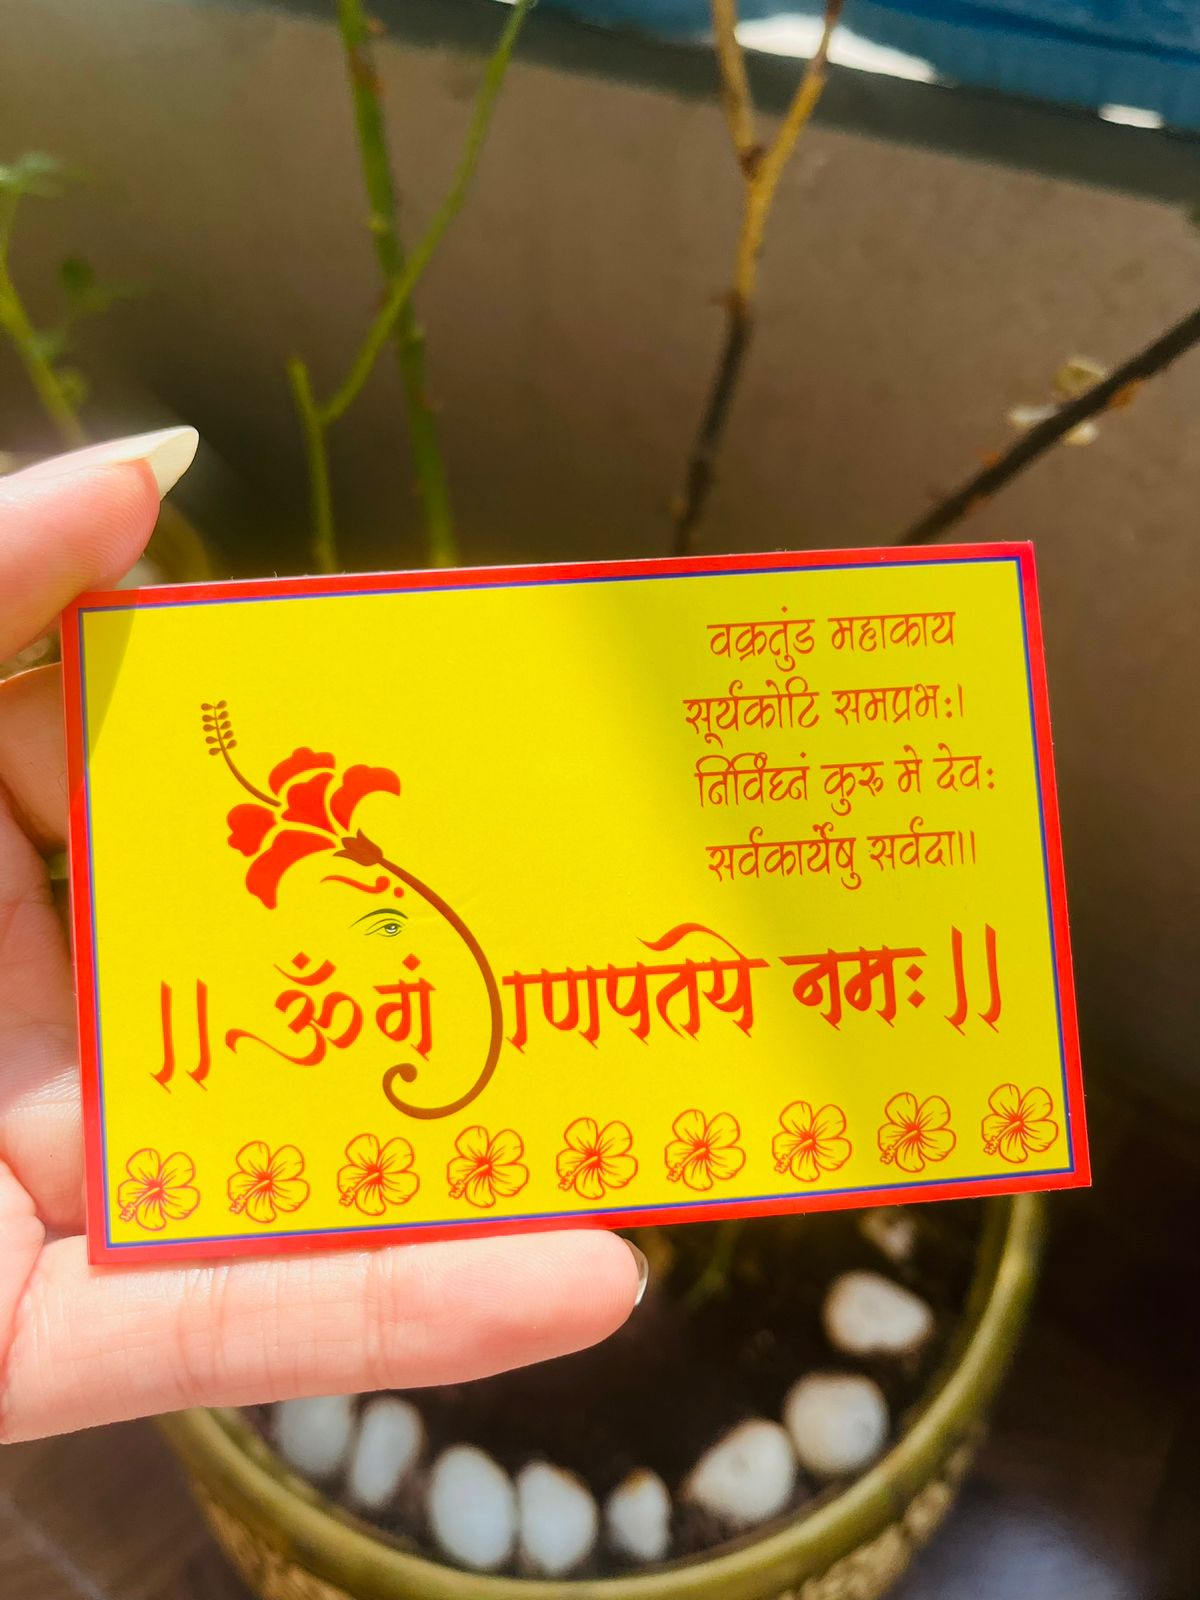 वक्रतुंड महाकाय
सूर्यकोटि समप्रभ:।
निर्विंघ्नं कुरु मे देव:
सर्वकार्येषु सर्वदा।।
।। ॐ गं गणपतये नमः ।।